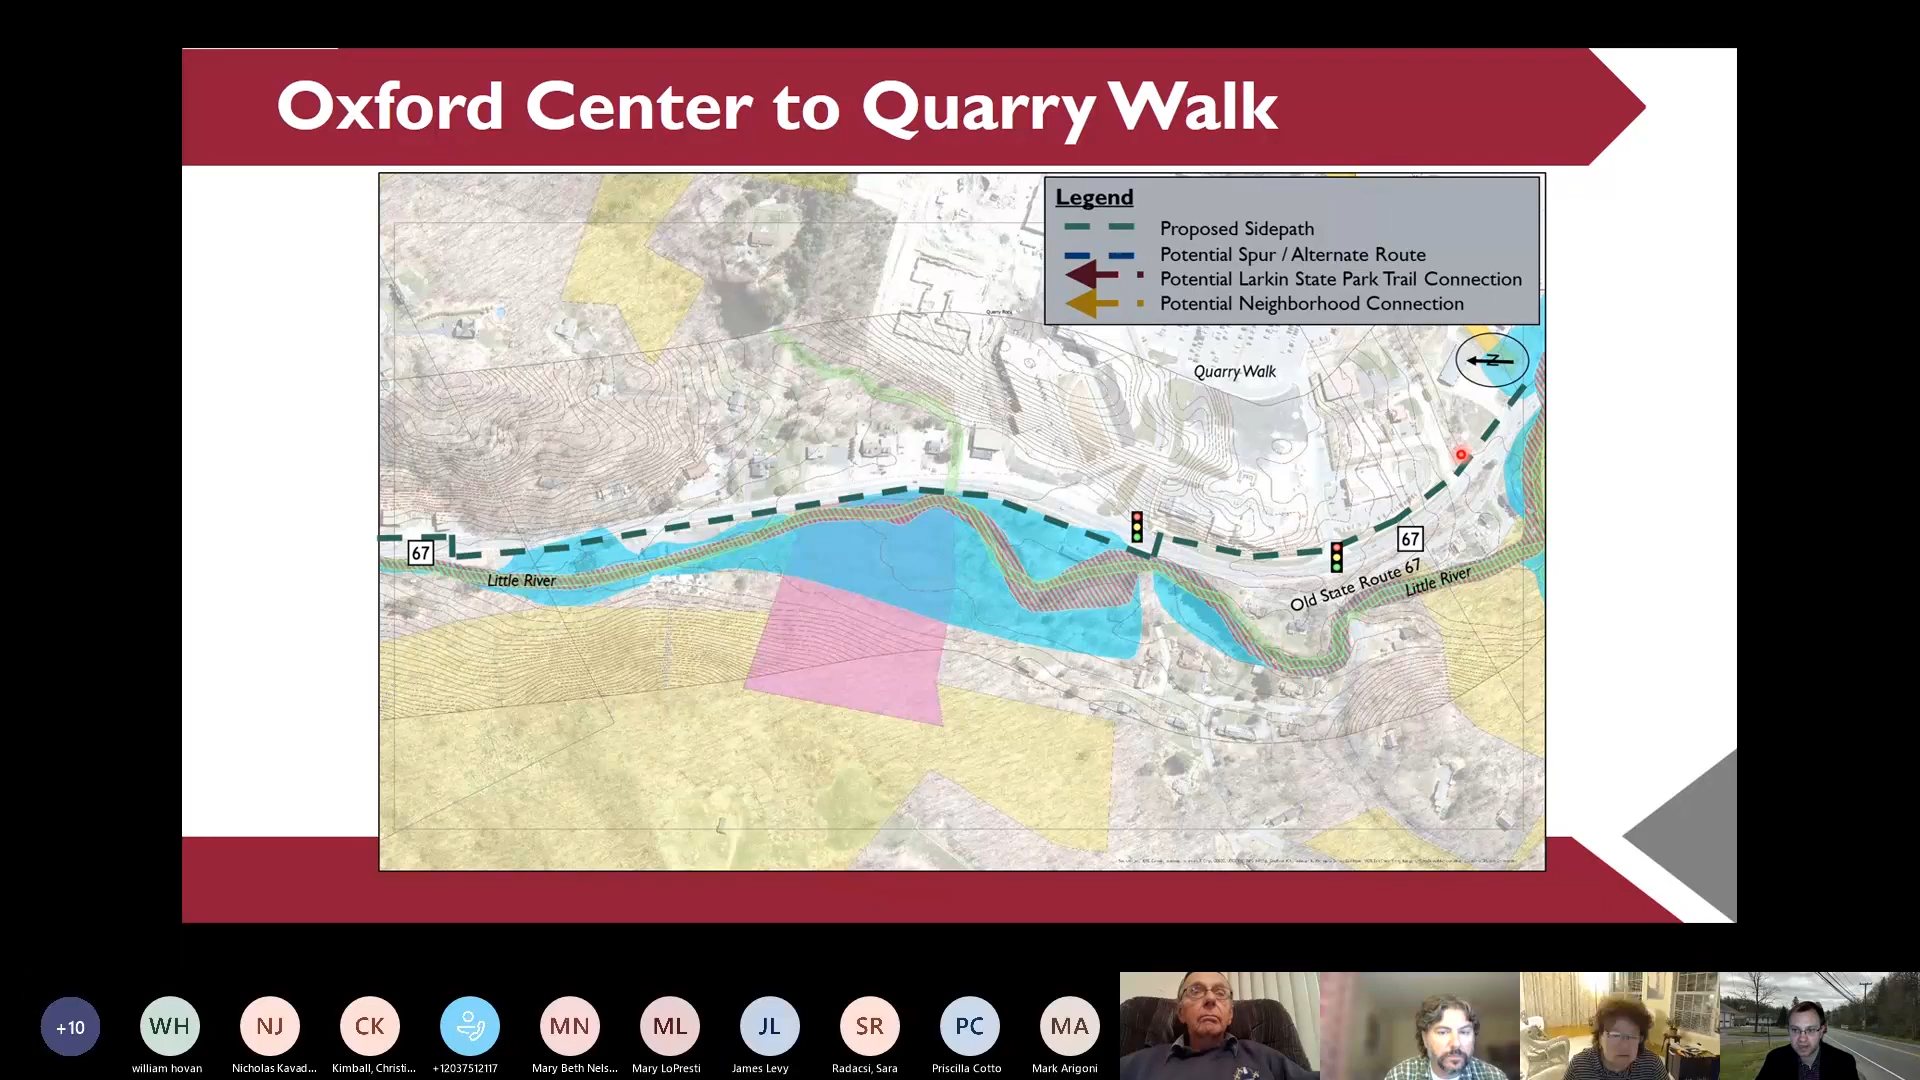 Oxford Center to Quarry Walk
Legend
Proposed Sidepath
Potential Spur / Alternate Route
Potential Larkin State Park Trail Connection
Potential Neighborhood Connection
N
Quarry Walk
67
67
Little River
Old State Route 67
Little River
+10
WH
NJ
CK
MN
ML
JL
SR
PC
MA
william hovan
Nicholas Kavad...
Kimball, Christi...
+12037512117
Mary Beth Nels...
Mary LoPresti
James Levy
Radacsi, Sara
Priscilla Cotto
Mark Arigoni